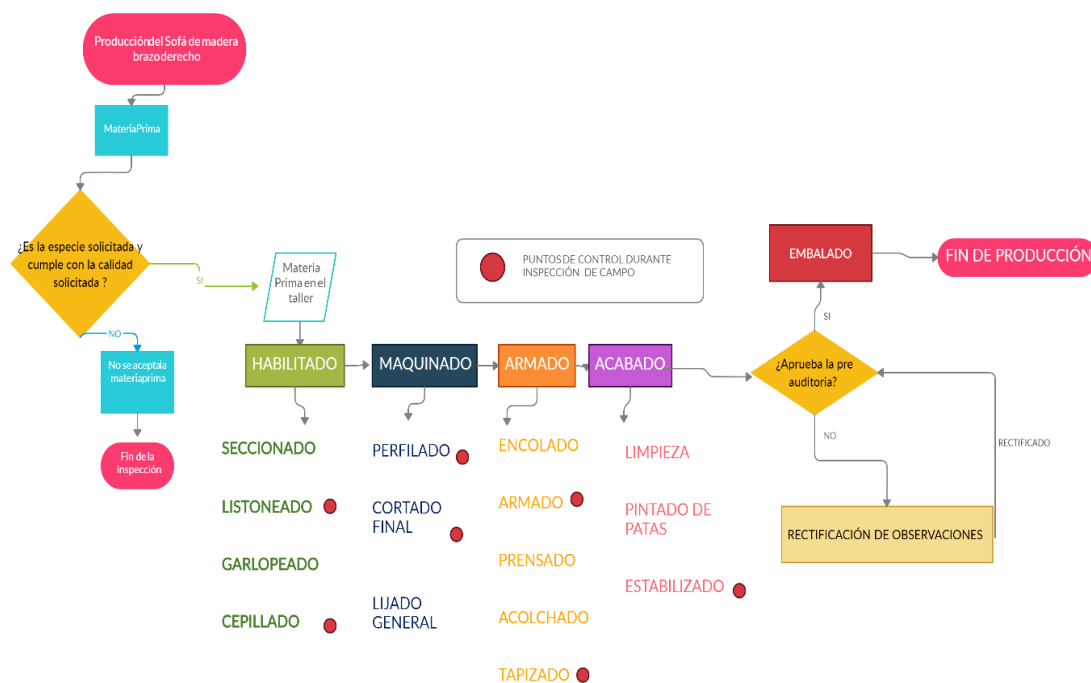 Producción del Sofá de madera
brazo derecho
Materia Prima
¿Es la especie solicitada y
cumple con la calidad
solicitada ?
SI
NO
No se acepta la
materia prima
Fin de la
inspección
Materia
Prima en el
taller
PUNTOS DE CONTROL DURANTE
INSPECCIÓN DE CAMPO
HABILITADO
SECCIONADO
LISTONEADO
GARLOPEADO
CEPILLADO
MAQUINADO
PERFILADO
CORTADO
FINAL
LIJADO
GENERAL
ARMADO
ENCOLADO
ARMADO
PRENSADO
ACOLCHADO
TAPIZADO
ACABADO
LIMPIEZA
PINTADO DE
PATAS
ESTABILIZADO
¿Aprueba la pre
auditoria?
SI
EMBALADO
FIN DE PRODUCCIÓN
NO
RECTIFICACIÓN DE OBSERVACIONES
RECTIFICADO